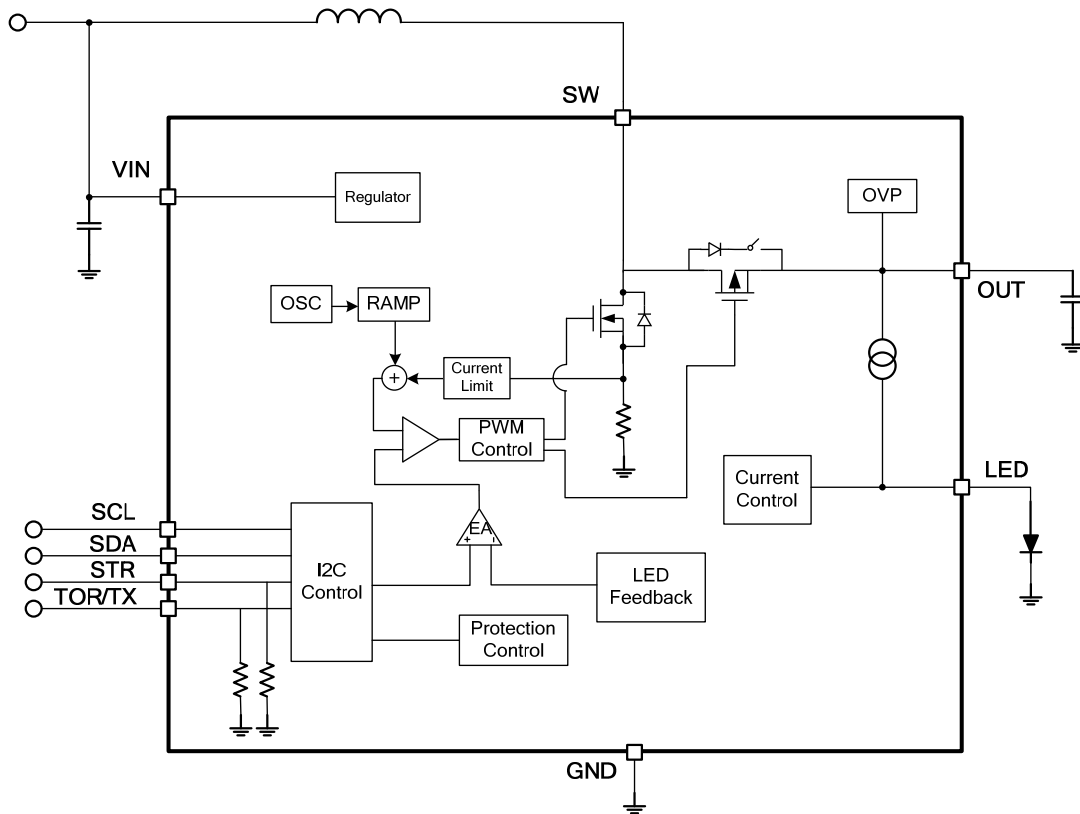 SW
VIN
Regulator
OVP
OUT
OSC
RAMP
+
Current
Limit
PWM
Control
Current
Control
LED
SCL
SDA
STR
TOR/TX
I2C
Control
EA
+ -
LED
Feedback
Protection
Control
GND